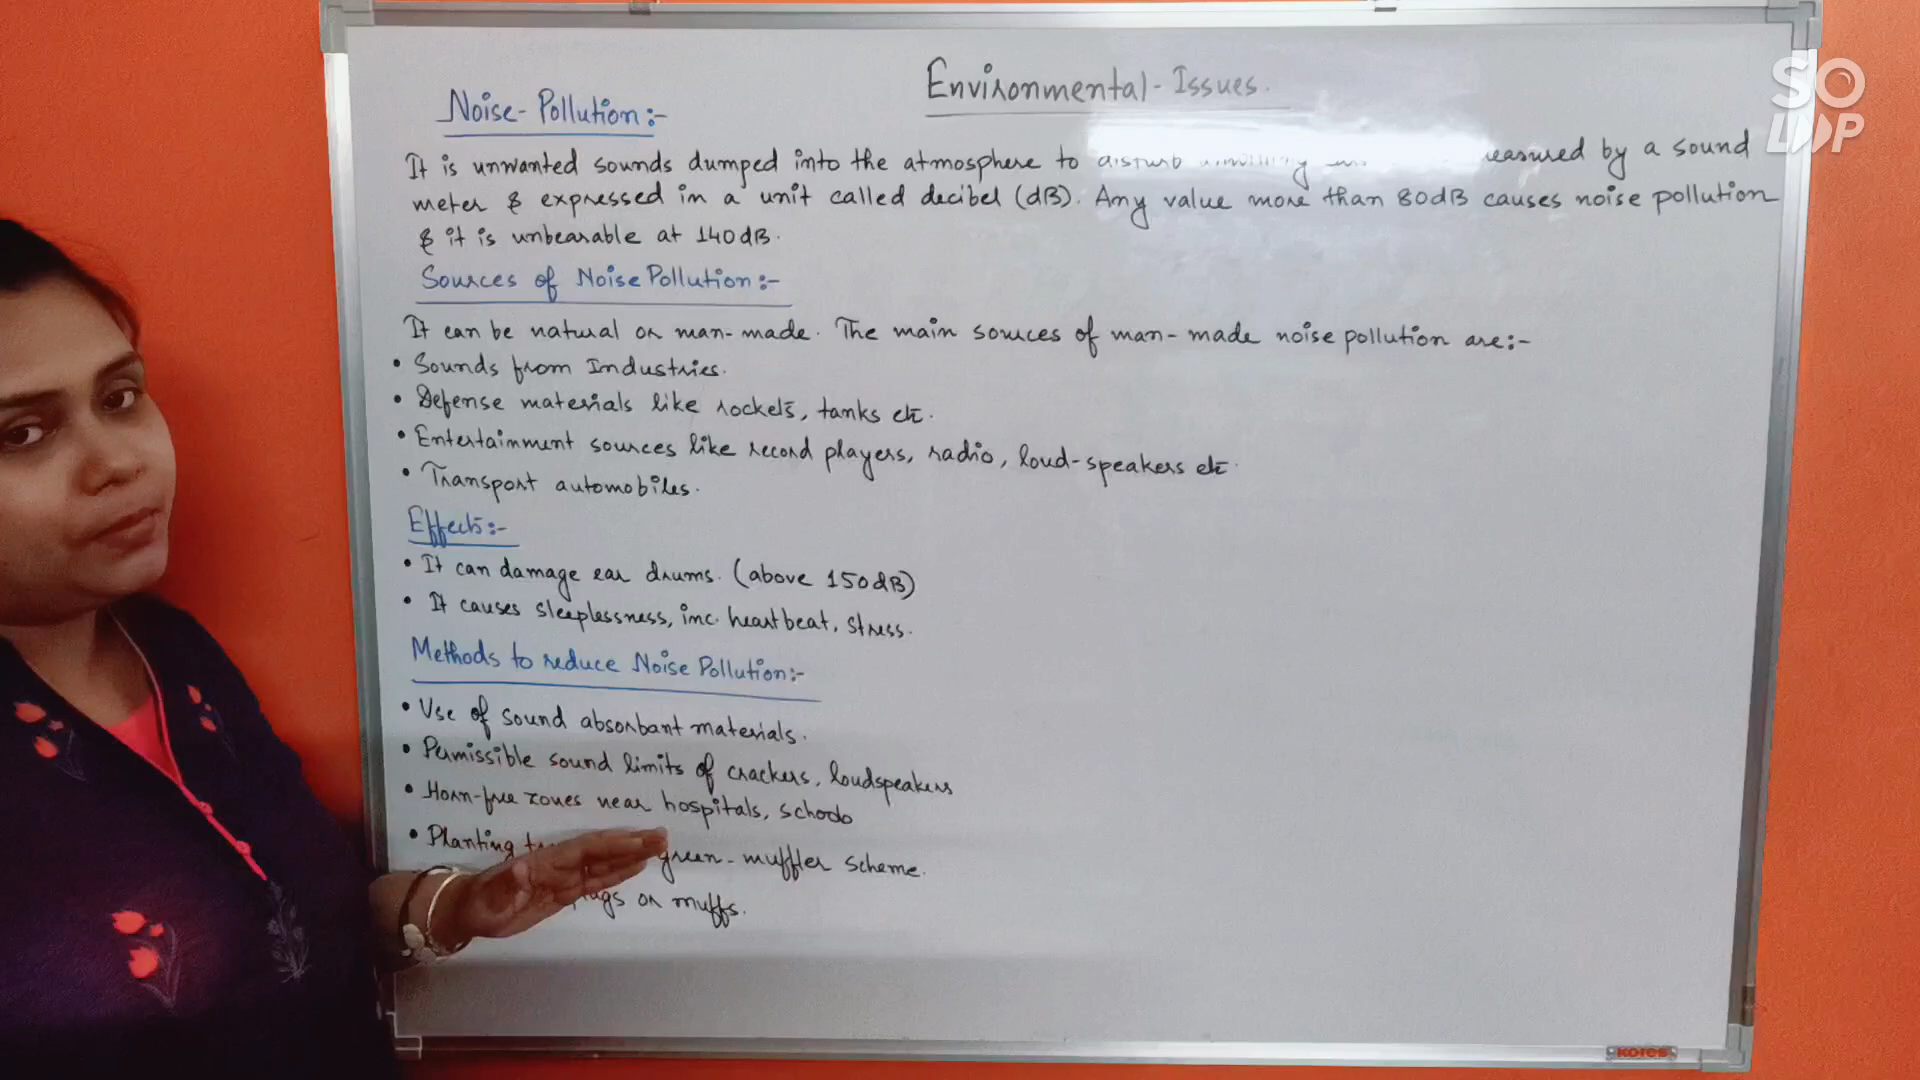 Environmental-Issues.
Noise-Pollution:-
It is unwanted sounds dumped into the atmosphere to disturb measured by a sound
meter & expressed in a unit called decibel (dB). Any value more than 80dB causes noise pollution
& it is unbearable at 140dB.
Sources of Noise Pollution:-
It can be natural or man-made. The main sources of man-made noise pollution are:-
• Sounds from Industries.
• Defense materials like rockets, tanks etc.
• Entertainment sources like record players, radio, loud-speakers etc.
• Transport automobiles.
Effects:-
• It can damage ear drums. (above 150dB)
• It causes sleeplessness, inc. heartbeat, stress.
Methods to reduce Noise Pollution:-
• Use of sound absorbant materials.
• Permissible sound limits of crackers, loudspeakers
• Horn-free zones near hospitals, schools
• Planting green-muffler scheme.
or muffs.
SOLOOP
KORES